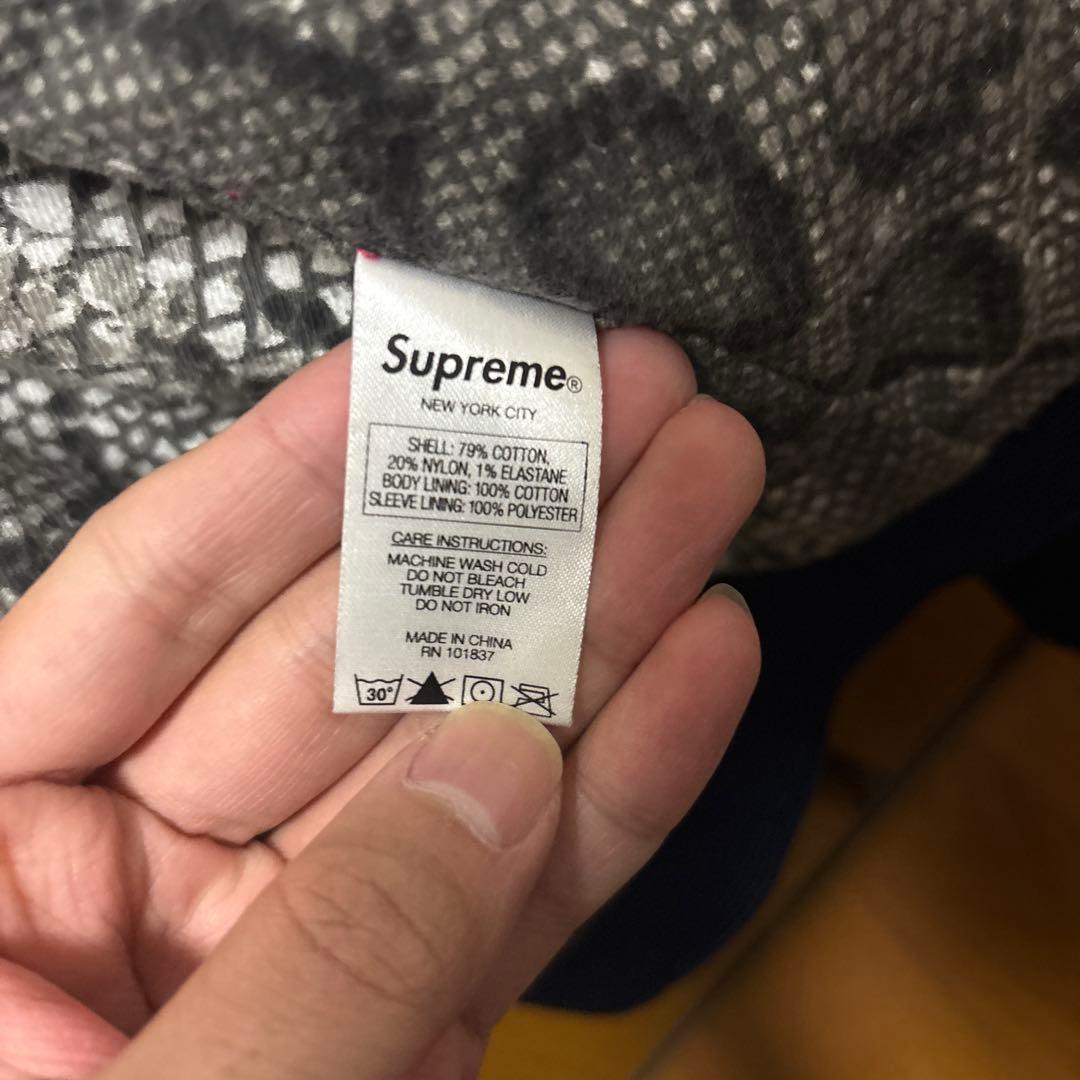 Supreme®
NEW YORK CITY
SHELL: 79% COTTON,
20% NYLON, 1% ELASTANE
BODY LINING: 100% COTTON
SLEEVE LINING: 100% POLYESTER
CARE INSTRUCTIONS:
MACHINE WASH COLD
DO NOT BLEACH
TUMBLE DRY LOW
DO NOT IRON
MADE IN CHINA
RN 101837
30°